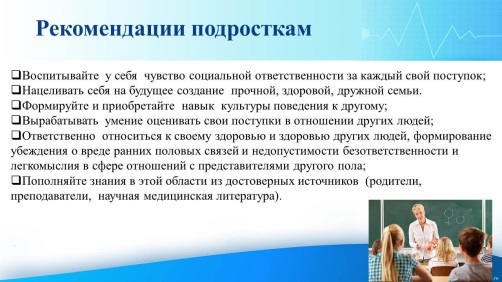 Рекомендации подросткам
❑Воспитывайте у себя чувство социальной ответственности за каждый свой поступок;
❑Нацеливать себя на будущее создание прочной, здоровой, дружной семьи.
❑Формируйте и приобретайте навык культуры поведения к другому;
❑Вырабатывать умение оценивать свои поступки в отношении других людей;
❑Ответственно относиться к своему здоровью и здоровью других людей, формирование
убеждения о вреде ранних половых связей и недопустимости безответственности и
легкомыслия в сфере отношений с представителями другого пола;
❑Пополняйте знания в этой области из достоверных источников (родители,
преподаватели, научная медицинская литература).